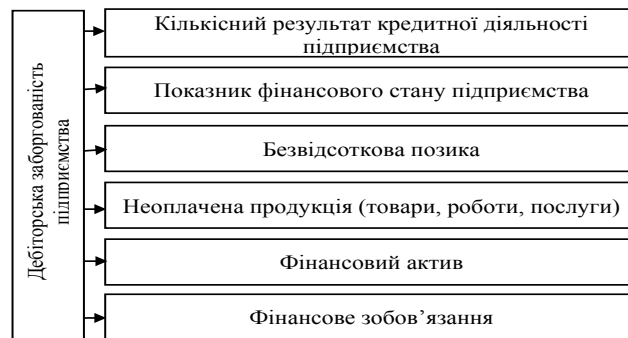 Дебіторська заборгованість
підприємства
Кількісний результат кредитної діяльності
підприємства
Показник фінансового стану підприємства
Безвідсоткова позика
Неоплачена продукція (товари, роботи, послуги)
Фінансовий актив
Фінансове зобов’язання